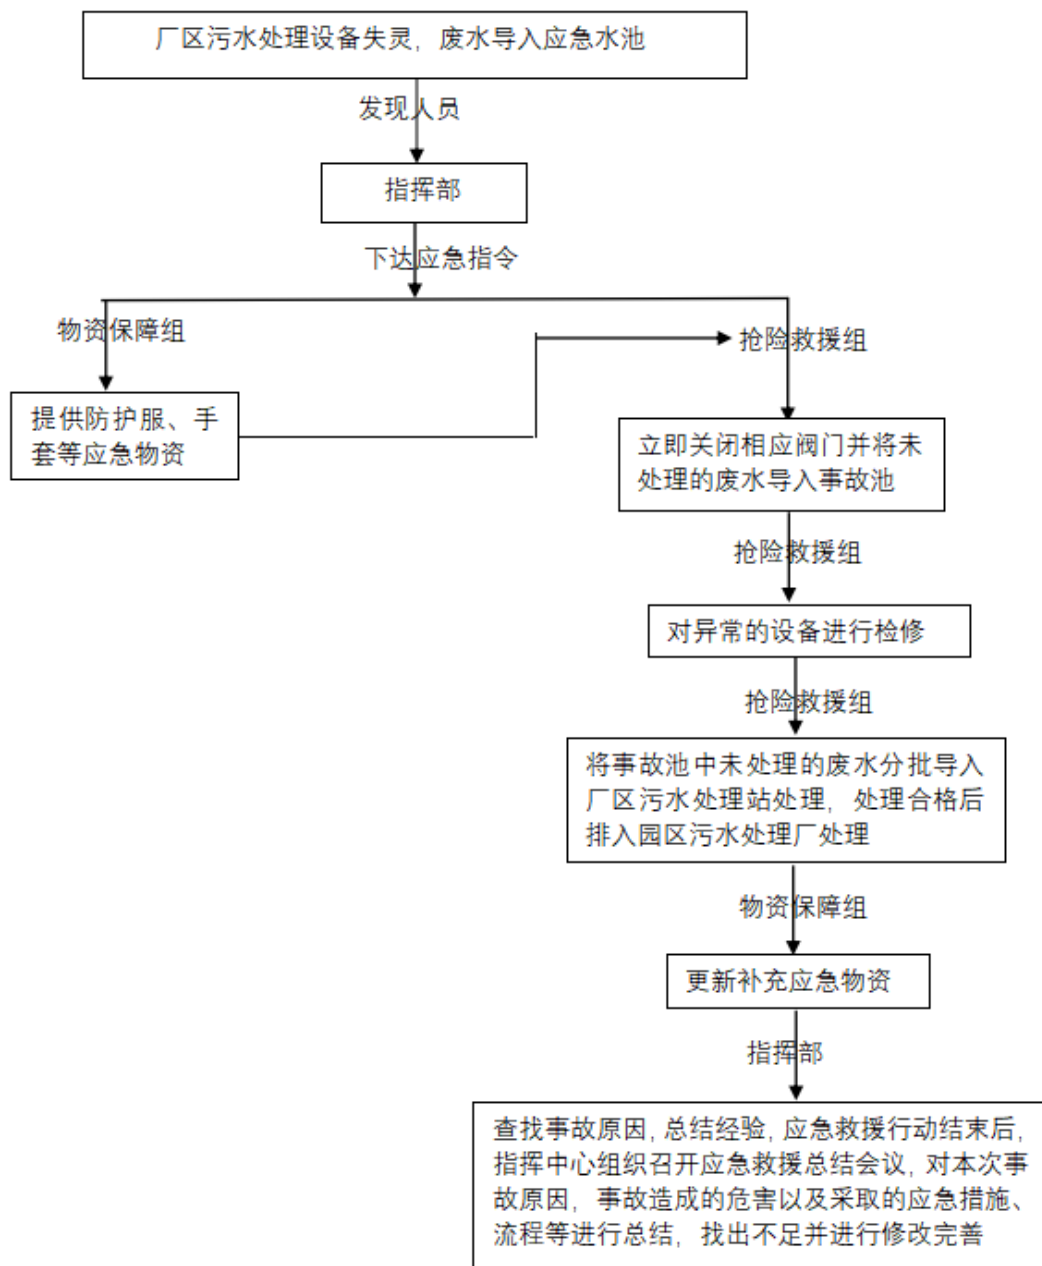 厂区污水处理设备失灵，废水导入应急水池
发现人员
指挥部
下达应急指令
物资保障组
抢险救援组
提供防护服、手
套等应急物资
立即关闭相应阀门并将未
处理的废水导入事故池
抢险救援组
对异常的设备进行检修
抢险救援组
将事故池中未处理的废水分批导入
厂区污水处理站处理，处理合格后
排入园区污水处理厂处理
物资保障组
更新补充应急物资
指挥部
查找事故原因，总结经验，应急救援行动结束后，
指挥中心组织召开应急救援总结会议，对本次事
故原因，事故造成的危害以及采取的应急措施、
流程等进行总结，找出不足并进行修改完善